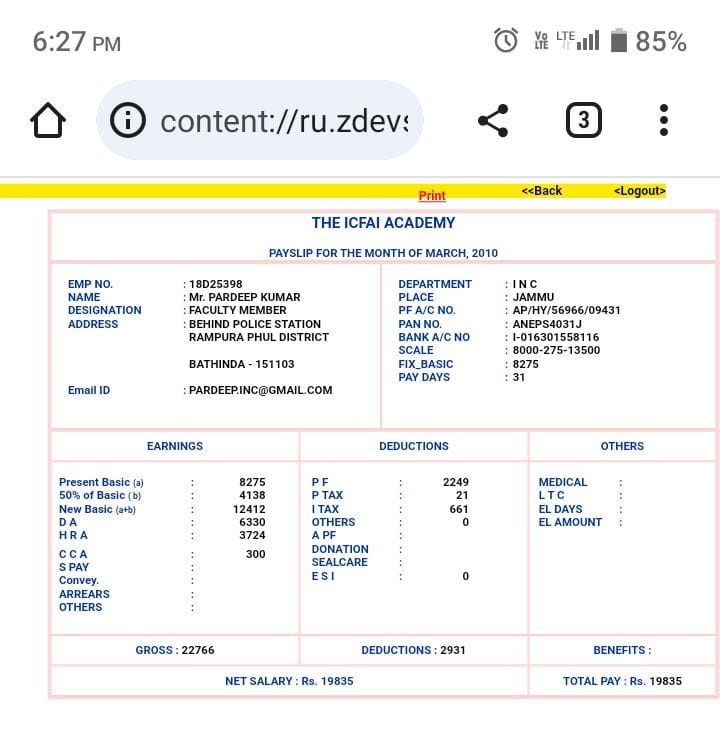 6:27 PM
Vo LTE LTE 85%
content://ru.zdevs
3
Print <<Back <Logout>
THE ICFAI ACADEMY
PAYSLIP FOR THE MONTH OF MARCH, 2010
EMP NO. : 18D25398
NAME : Mr. PARDEEP KUMAR
DESIGNATION : FACULTY MEMBER
ADDRESS : BEHIND POLICE STATION
RAMPURA PHUL DISTRICT
BATHINDA - 151103
Email ID : PARDEEP.INC@GMAIL.COM
DEPARTMENT : I N C
PLACE : JAMMU
PF A/C NO. : AP/HY/56966/09431
PAN NO. : ANEPS4031J
BANK A/C NO : I-016301558116
SCALE : 8000-275-13500
FIX_BASIC : 8275
PAY DAYS : 31
EARNINGS
Present Basic (a) : 8275
50% of Basic ( b) : 4138
New Basic (a+b) : 12412
D A : 6330
H R A : 3724
C C A : 300
S PAY :
Convey. :
ARREARS :
OTHERS :
DEDUCTIONS
P F : 2249
P TAX : 21
I TAX : 661
OTHERS : 0
A PF :
DONATION :
SEALCARE :
E S I : 0
OTHERS
MEDICAL :
L T C :
EL DAYS :
EL AMOUNT :
GROSS : 22766 DEDUCTIONS : 2931 BENEFITS :
NET SALARY : Rs. 19835 TOTAL PAY : Rs. 19835